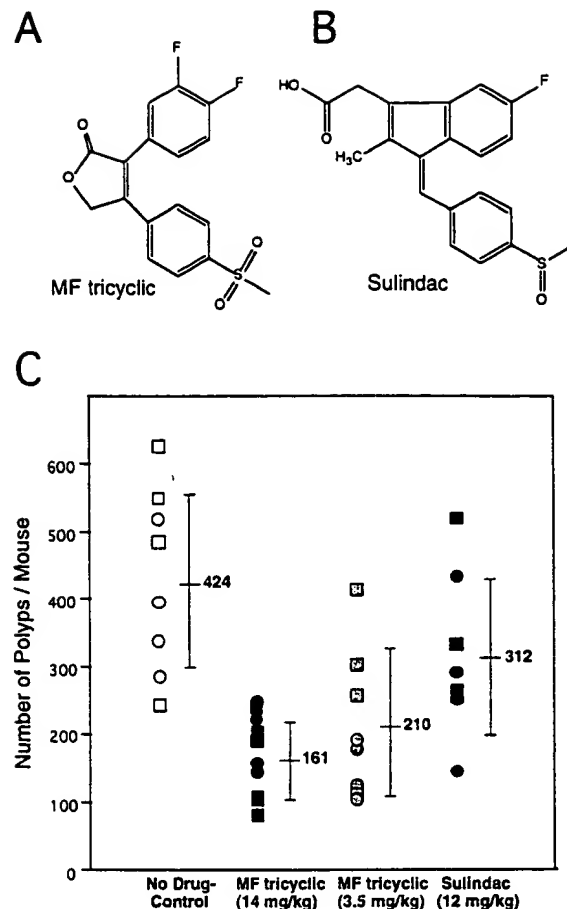 A
B
F
F
O
O
S
O
O
MF tricyclic
HO
O
H₃C
F
S
O
Sulindac
C
Number of Polyps / Mouse
600
500
400
300
200
100
0
424
161
210
312
No Drug-
Control
MF tricyclic
(14 mg/kg)
MF tricyclic
(3.5 mg/kg)
Sulindac
(12 mg/kg)